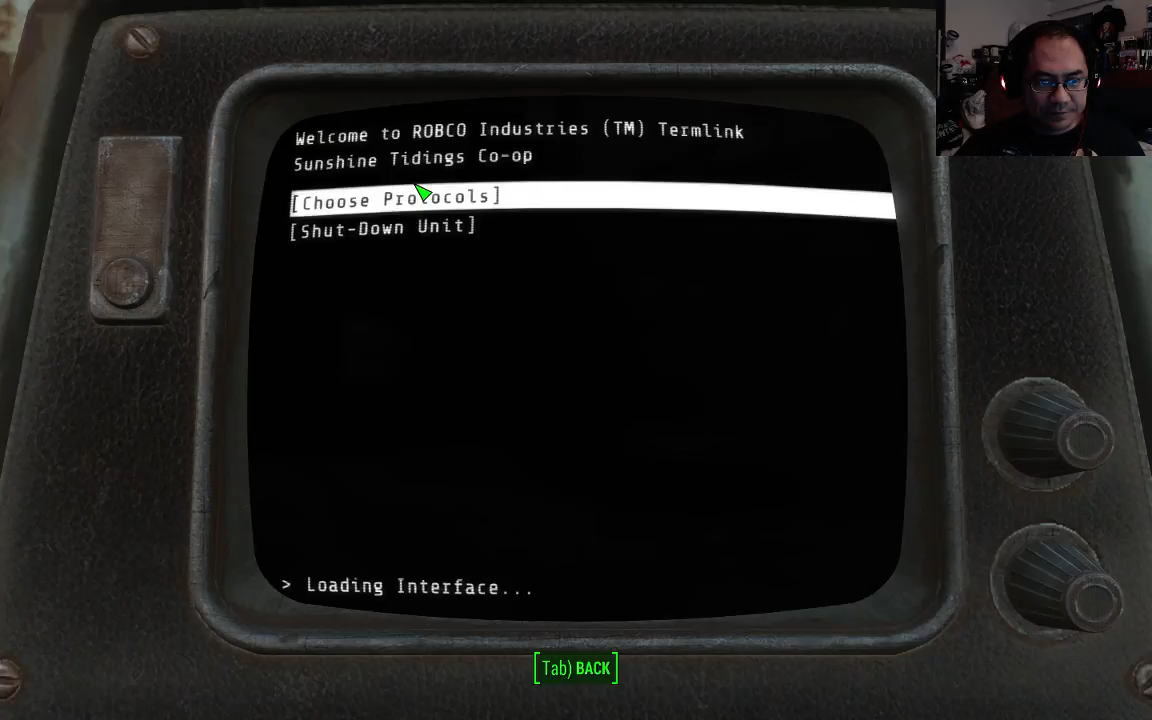 Welcome to ROBCO Industries (TM) Termlink
Sunshine Tidings Co-op
[Choose Protocols]
[Shut-Down Unit]
> Loading Interface...
[Tab) BACK]